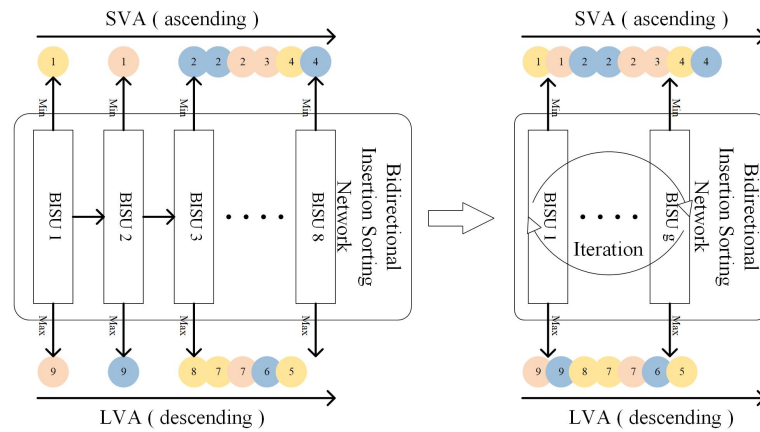 SVA ( ascending )
1 1 2 2 2 3 4 4
Min Min Min Min
BISU 1 BISU 2 BISU 3 .... BISU 8
Bidirectional
Insertion Sorting
Network
Max Max Max Max
9 9 8 7 7 6 5
LVA ( descending )
SVA ( ascending )
1 1 2 2 2 3 4 4
Min Min
BISU 1 .... BISU g
Iteration
Bidirectional
Insertion Sorting
Network
Max Max
9 9 8 7 7 6 5
LVA ( descending )